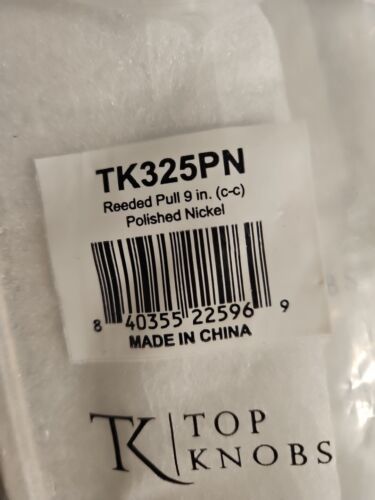 TK325PN
Reeded Pull 9 in. (c-c)
Polished Nickel
8 40355 22596 9
MADE IN CHINA
TK | TOP
KNOBS